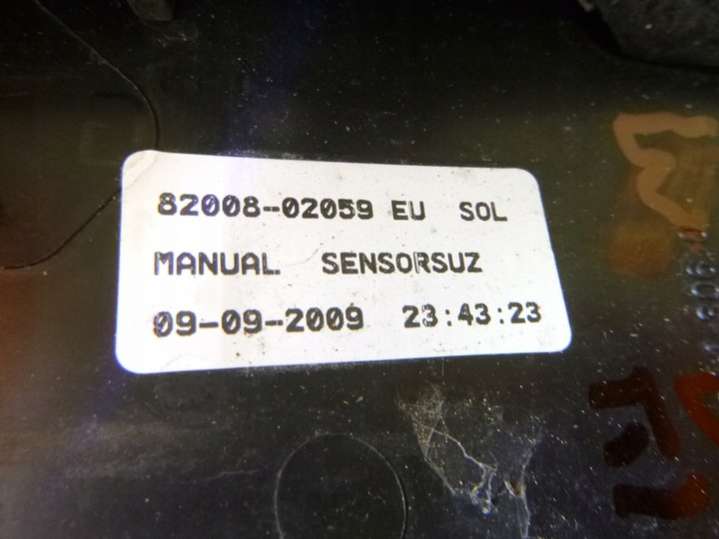 82008-02059 EU SOL
MANUAL SENSORSUZ
09-09-2009 23:43:23